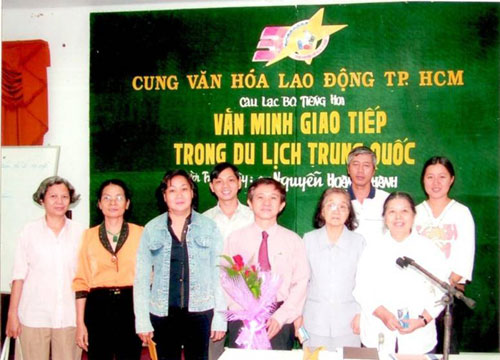 CUNG VĂN HÓA LAO ĐỘNG TP. HCM
CÂU LẠC BỘ TIẾNG HOA
VĂN MINH GIAO TIẾP
TRONG DU LỊCH TRUNG QUỐC
NGUYỄN HOÀNG